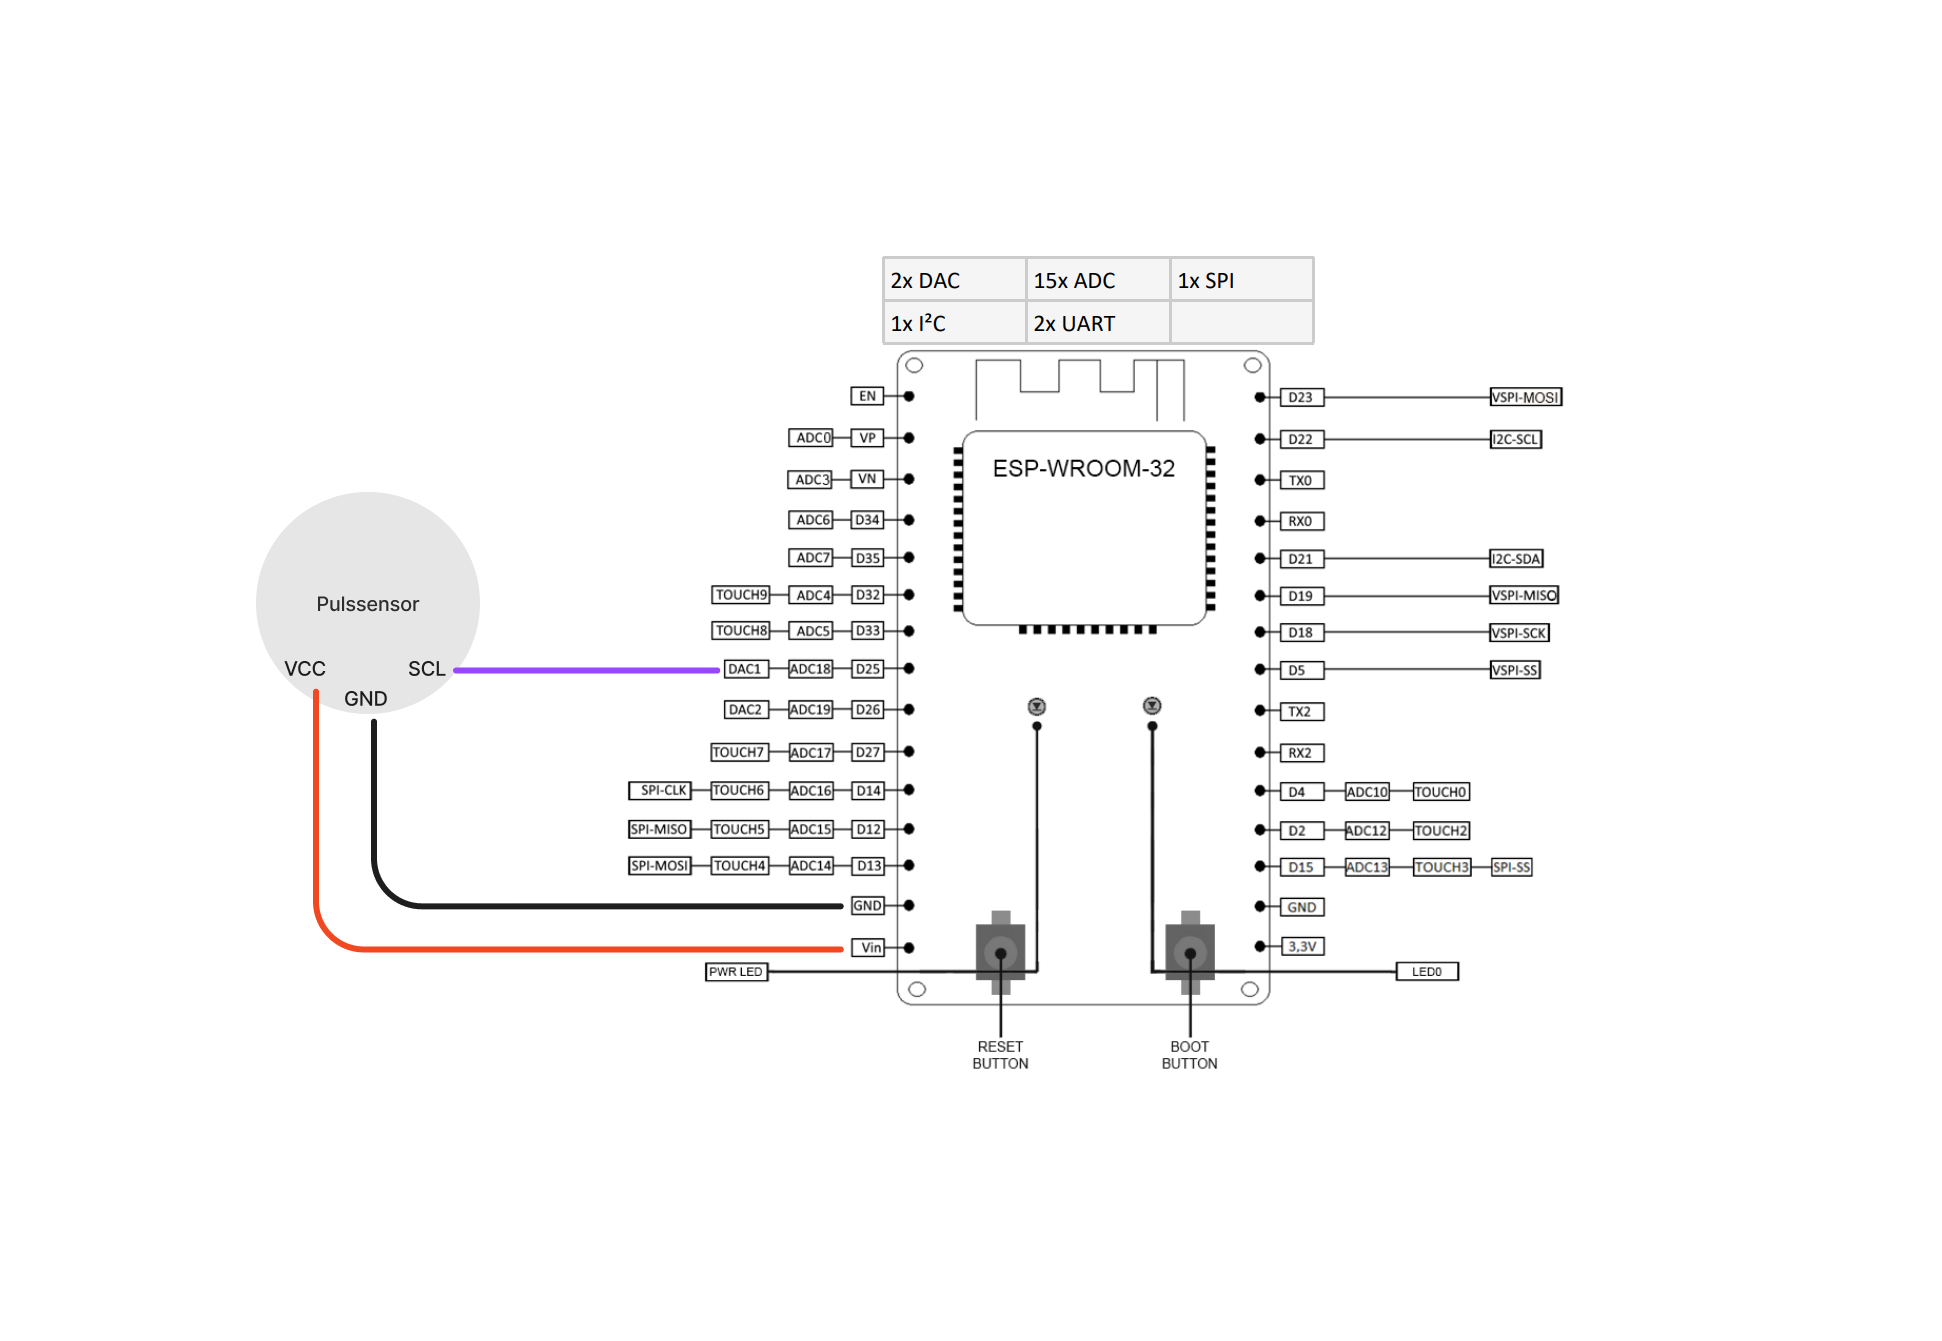 2x DAC 15x ADC 1x SPI
1x I²C 2x UART
EN
ADC0 VP
ADC3 VN
ADC6 D34
ADC7 D35
TOUCH9 ADC4 D32
TOUCH8 ADC5 D33
DAC1 ADC18 D25
DAC2 ADC19 D26
TOUCH7 ADC17 D27
SPI-CLK TOUCH6 ADC16 D14
SPI-MISO TOUCH5 ADC15 D12
SPI-MOSI TOUCH4 ADC14 D13
GND
Vin
PWR LED
Pulssensor
VCC
SCL
GND
ESP-WROOM-32
D23 VSPI-MOSI
D22 I2C-SCL
TX0
RX0
D21 I2C-SDA
D19 VSPI-MISO
D18 VSPI-SCK
D5 VSPI-SS
TX2
RX2
D4 ADC10 TOUCH0
D2 ADC12 TOUCH2
D15 ADC13 TOUCH3 SPI-SS
GND
3,3V
LED0
RESET
BUTTON
BOOT
BUTTON